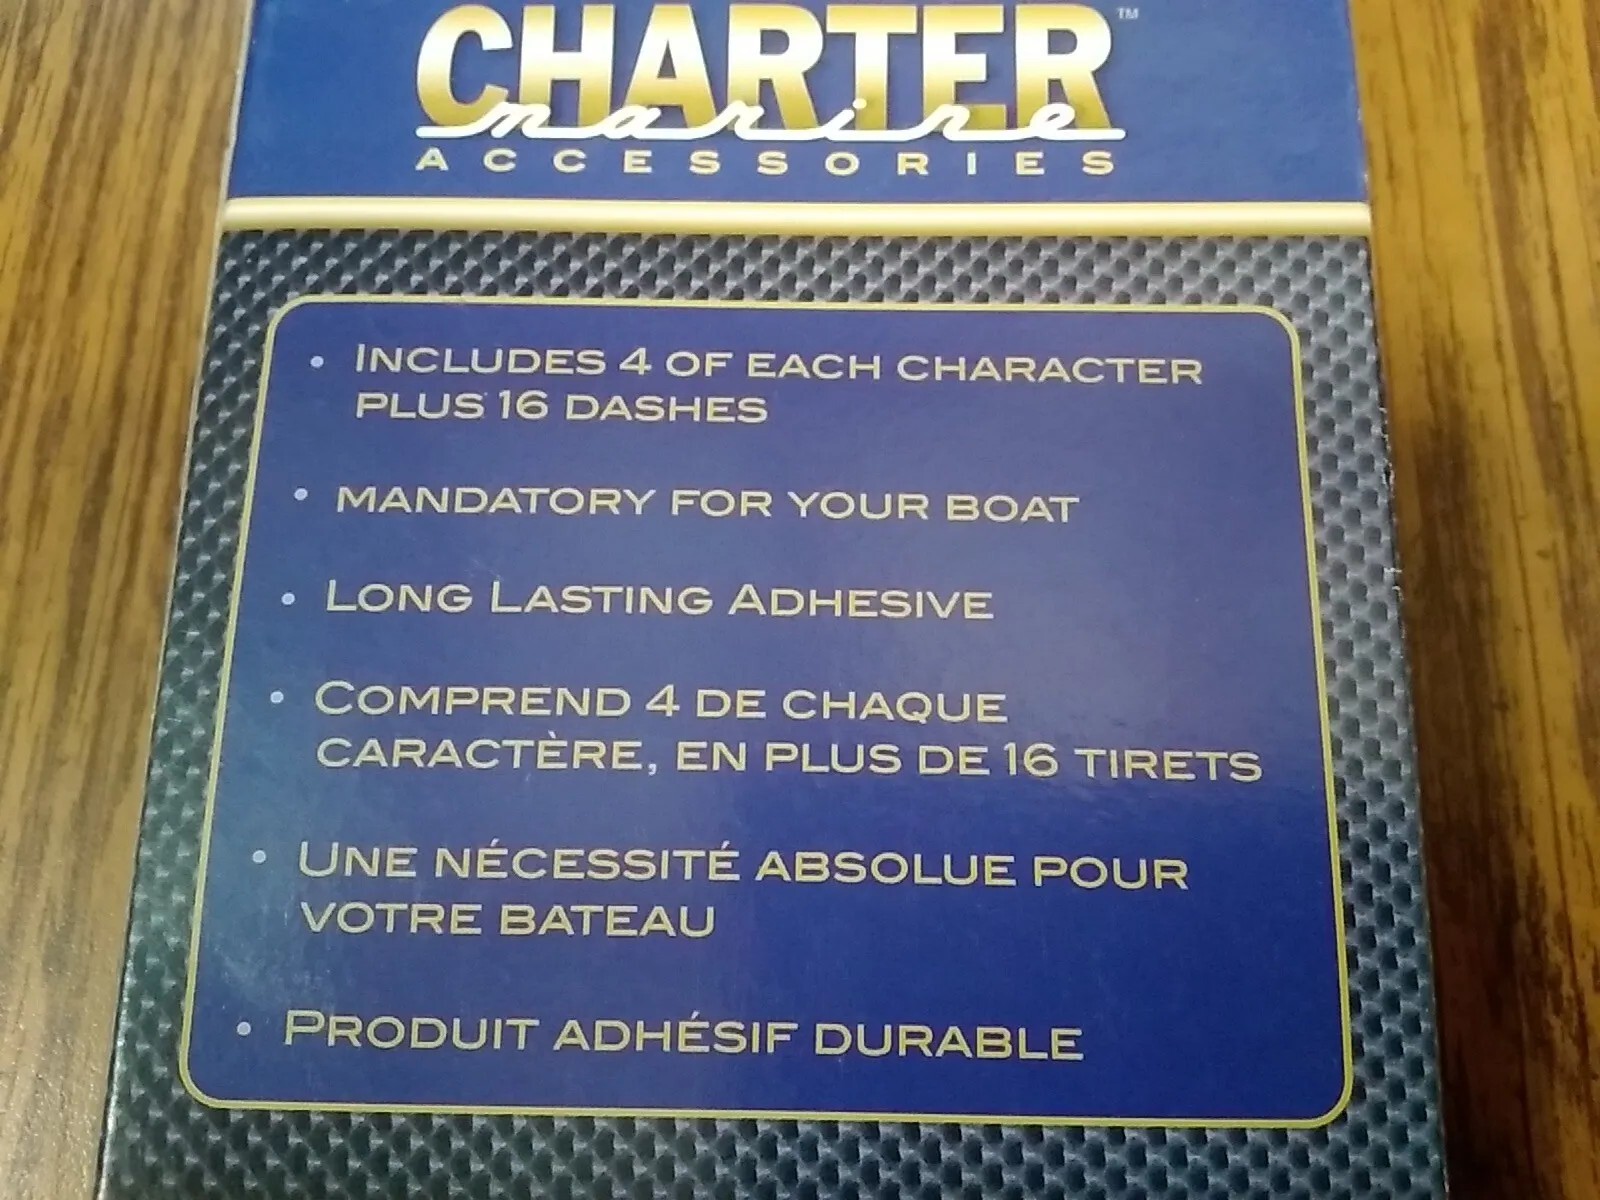 CHARTER™
marine
ACCESSORIES
• INCLUDES 4 OF EACH CHARACTER
PLUS 16 DASHES
• MANDATORY FOR YOUR BOAT
• LONG LASTING ADHESIVE
• COMPREND 4 DE CHAQUE
CARACTÈRE, EN PLUS DE 16 TIRETS
• UNE NÉCESSITÉ ABSOLUE POUR
VOTRE BATEAU
• PRODUIT ADHÉSIF DURABLE